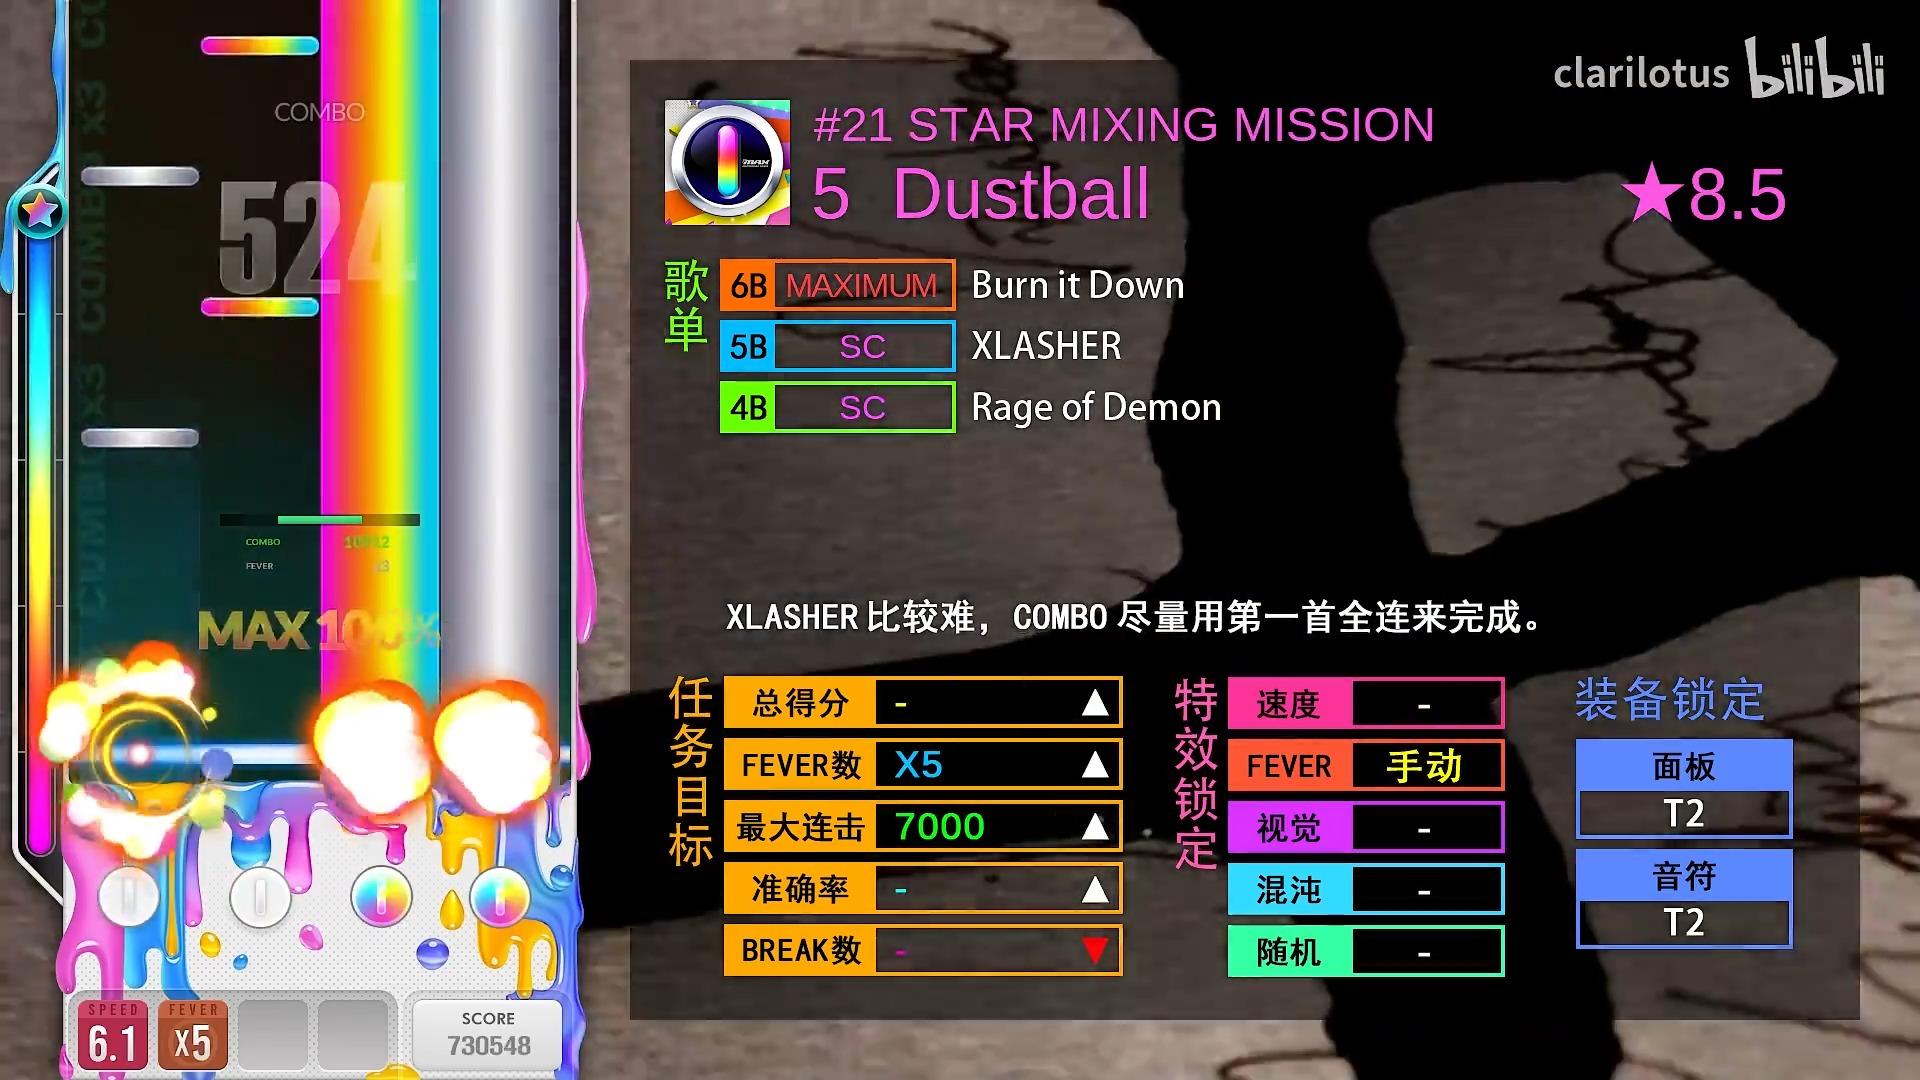 clarilotus bilibili
#21 STAR MIXING MISSION
5 Dustball
★8.5
歌单
6B MAXIMUM Burn it Down
5B SC XLASHER
4B SC Rage of Demon
XLASHER 比较难，COMBO 尽量用第一首全连来完成。
任务目标
总得分 - ▲
FEVER数 X5 ▲
最大连击 7000 ▲
准确率 - ▲
BREAK数 - ▼
特效锁定
速度 -
FEVER 手动
视觉 -
混沌 -
随机 -
装备锁定
面板
T2
音符
T2
COMBO
524
COMBO
FEVER
MAX 100%
COMBO X3
COMBO X3
SPEED
6.1
FEVER
X5
SCORE
730548